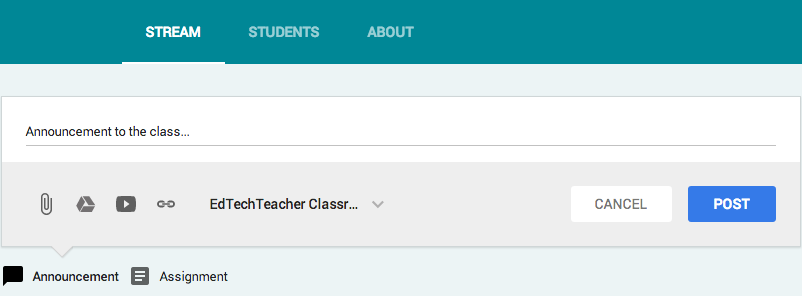 STREAM STUDENTS ABOUT
Announcement to the class...
EdTechTeacher Classr... CANCEL POST
Announcement Assignment